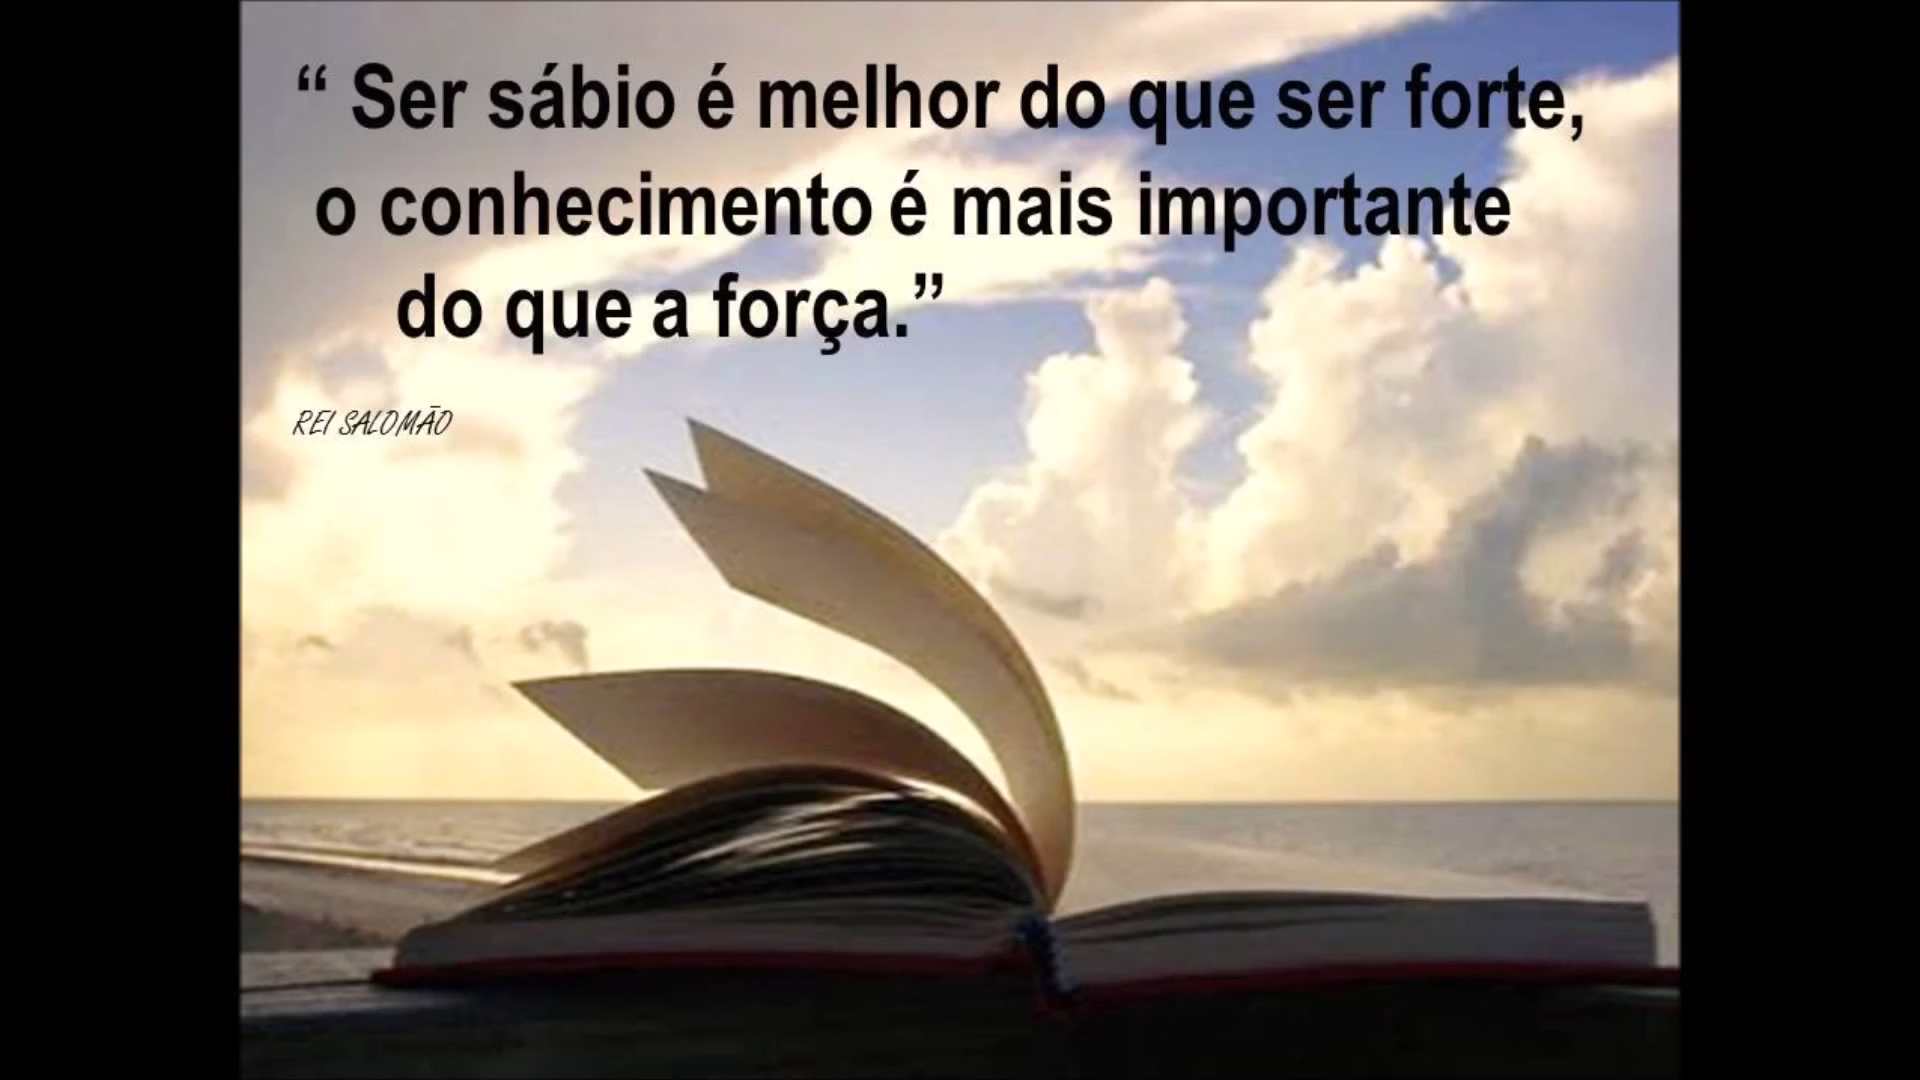 “ Ser sábio é melhor do que ser forte,
o conhecimento é mais importante
do que a força.”
REI SALOMÃO